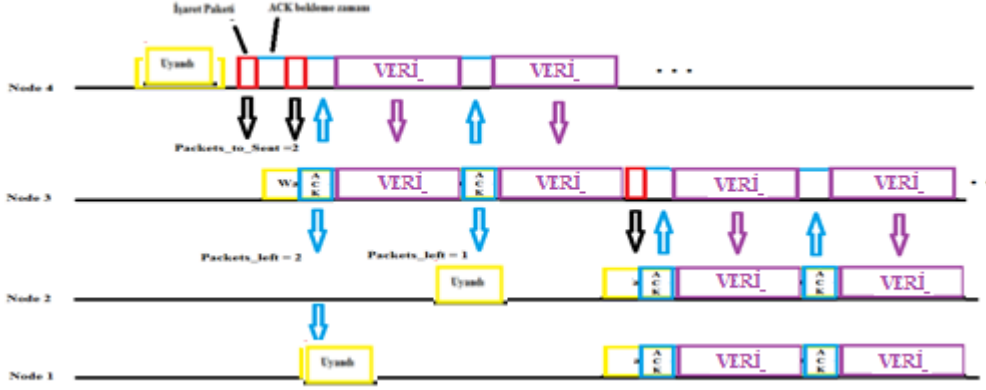 İşaret Paketi
ACK bekleme zamanı
Uyandı
VERİ_
VERİ_
. . .
Node 4
Packets_to_Sent =2
Wa
ACK
VERİ_
ACK
VERİ_
VERİ_
VERİ_
Node 3
Packets_left = 2
Packets_left = 1
Uyandı
a
ACK
VERİ_
ACK
VERİ_
Node 2
Uyandı
a
ACK
VERİ_
ACK
VERİ_
Node 1